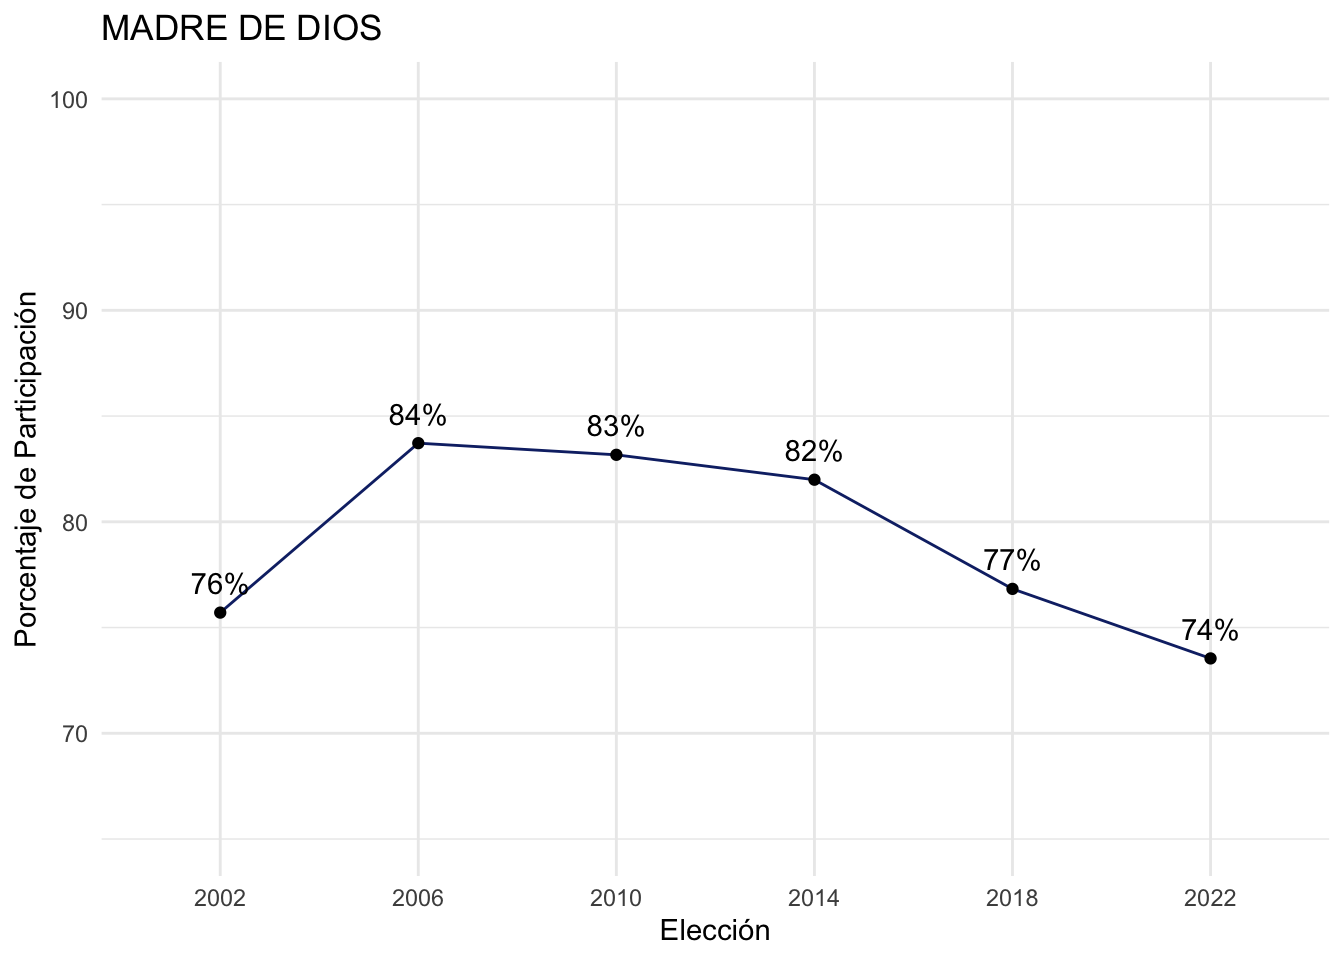 MADRE DE DIOS
100
90
80
70
Porcentaje de Participación
76%
84%
83%
82%
77%
74%
2002 2006 2010 2014 2018 2022
Elección